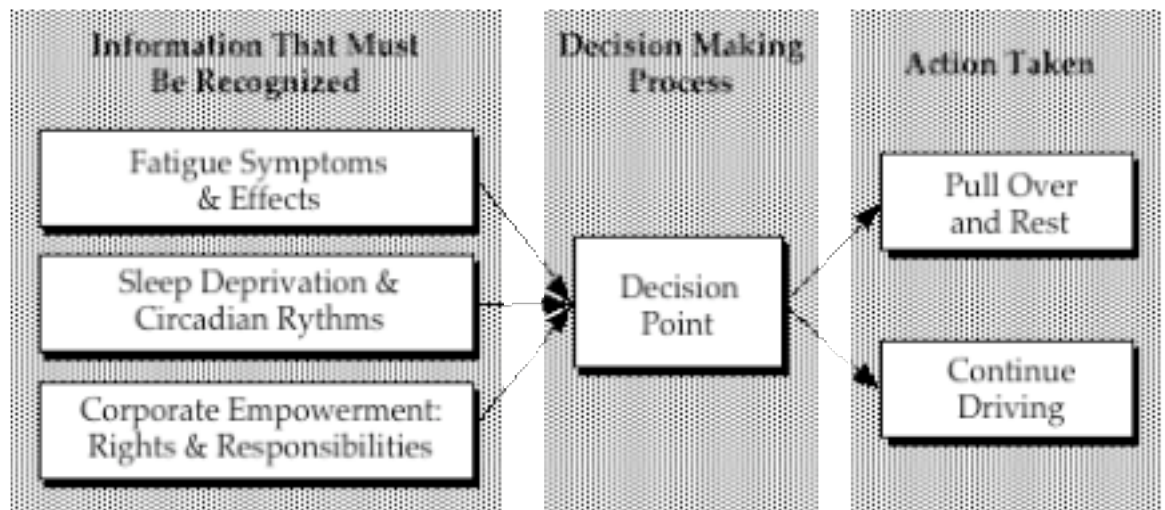 Information That Must
Be Recognized
Fatigue Symptoms
& Effects
Sleep Deprivation &
Circadian Rythms
Corporate Empowerment:
Rights & Responsibilities
Decision Making
Process
Decision
Point
Action Taken
Pull Over
and Rest
Continue
Driving